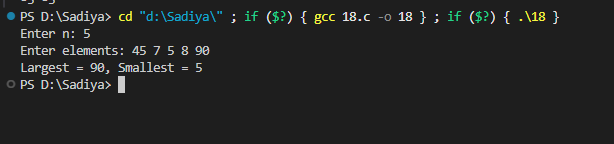 PS D:\Sadiya> cd "d:\Sadiya\" ; if ($?) { gcc 18.c -o 18 } ; if ($?) { .\18 }
Enter n: 5
Enter elements: 45 7 5 8 90
Largest = 90, Smallest = 5
PS D:\Sadiya>